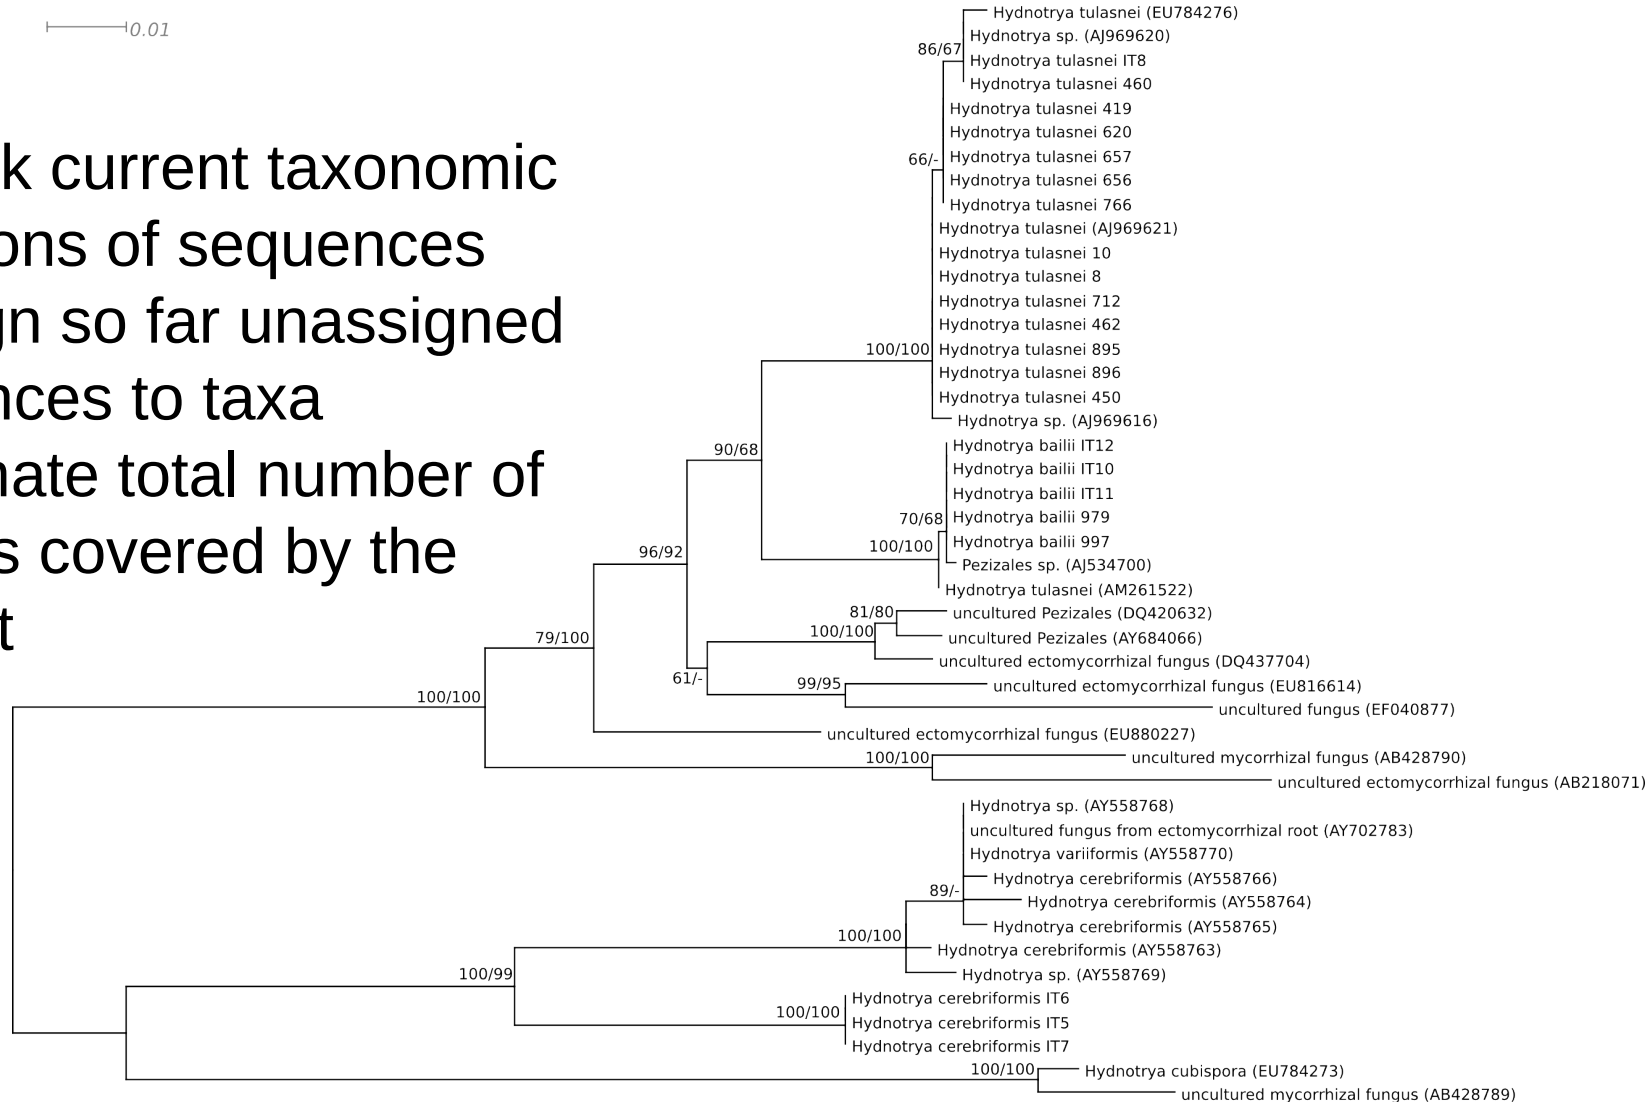 0.01
k current taxonomic
ons of sequences
gn so far unassigned
nces to taxa
nate total number of
s covered by the
t
Hydnotrya tulasnei (EU784276)
Hydnotrya sp. (AJ969620)
86/67
Hydnotrya tulasnei IT8
Hydnotrya tulasnei 460
Hydnotrya tulasnei 419
Hydnotrya tulasnei 620
66/-
Hydnotrya tulasnei 657
Hydnotrya tulasnei 656
Hydnotrya tulasnei 766
Hydnotrya tulasnei (AJ969621)
Hydnotrya tulasnei 10
Hydnotrya tulasnei 8
Hydnotrya tulasnei 712
Hydnotrya tulasnei 462
100/100
Hydnotrya tulasnei 895
Hydnotrya tulasnei 896
Hydnotrya tulasnei 450
Hydnotrya sp. (AJ969616)
90/68
Hydnotrya bailii IT12
Hydnotrya bailii IT10
Hydnotrya bailii IT11
70/68
Hydnotrya bailii 979
96/92
100/100
Hydnotrya bailii 997
Pezizales sp. (AJ534700)
Hydnotrya tulasnei (AM261522)
81/80
uncultured Pezizales (DQ420632)
79/100
100/100
uncultured Pezizales (AY684066)
uncultured ectomycorrhizal fungus (DQ437704)
61/-
99/95
uncultured ectomycorrhizal fungus (EU816614)
100/100
uncultured fungus (EF040877)
uncultured ectomycorrhizal fungus (EU880227)
100/100
uncultured mycorrhizal fungus (AB428790)
uncultured ectomycorrhizal fungus (AB218071)
Hydnotrya sp. (AY558768)
uncultured fungus from ectomycorrhizal root (AY702783)
Hydnotrya variiformis (AY558770)
Hydnotrya cerebriformis (AY558766)
89/-
Hydnotrya cerebriformis (AY558764)
Hydnotrya cerebriformis (AY558765)
100/100
Hydnotrya cerebriformis (AY558763)
100/99
Hydnotrya sp. (AY558769)
Hydnotrya cerebriformis IT6
100/100
Hydnotrya cerebriformis IT5
Hydnotrya cerebriformis IT7
100/100
Hydnotrya cubispora (EU784273)
uncultured mycorrhizal fungus (AB428789)